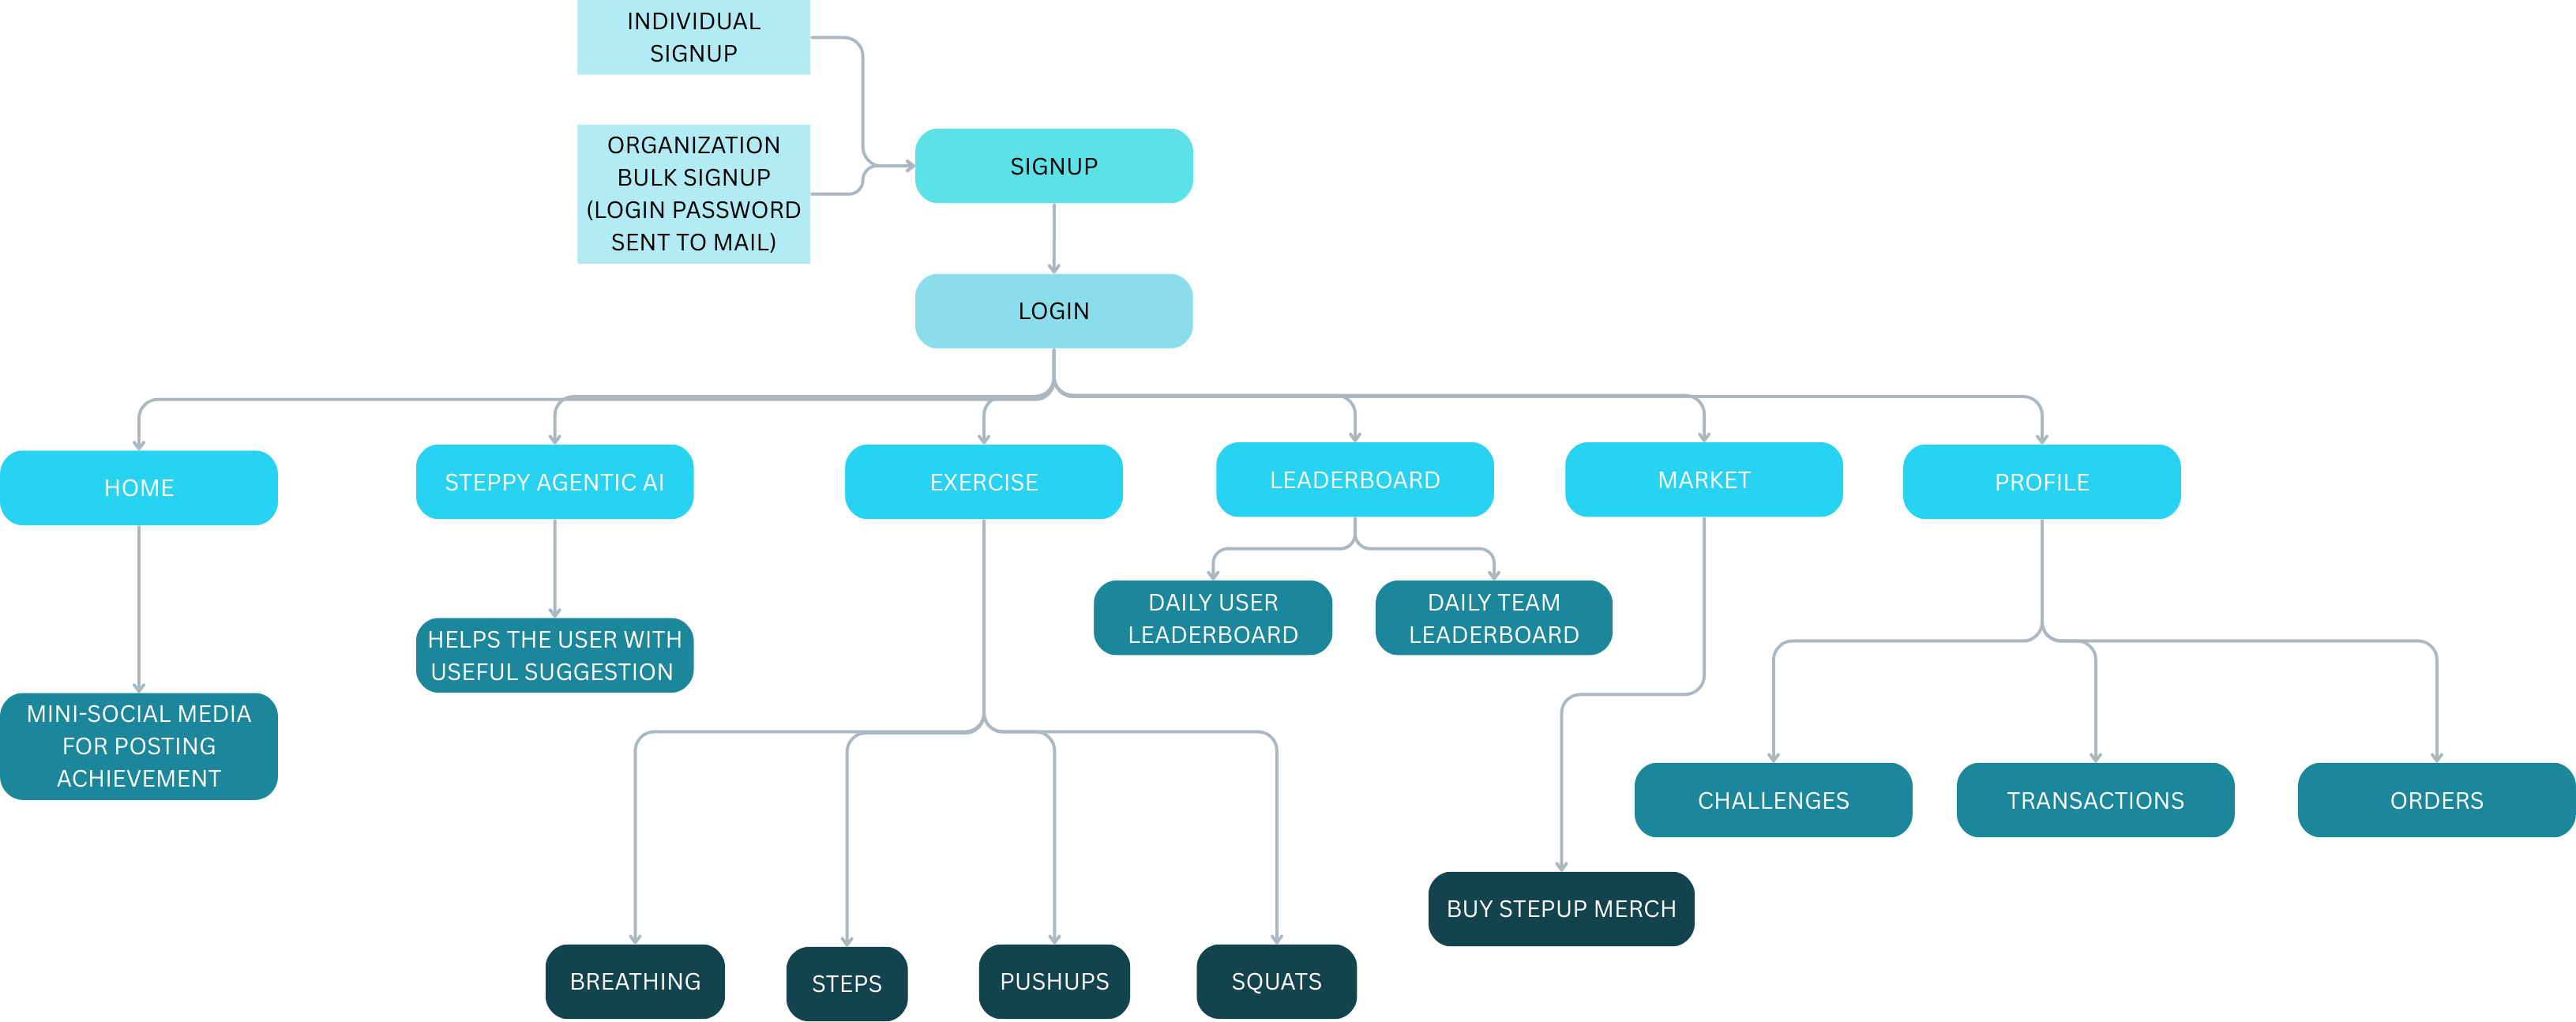 INDIVIDUAL
SIGNUP
ORGANIZATION
BULK SIGNUP
(LOGIN PASSWORD
SENT TO MAIL)
SIGNUP
LOGIN
HOME
STEPPY AGENTIC AI
EXERCISE
LEADERBOARD
MARKET
PROFILE
DAILY USER
LEADERBOARD
DAILY TEAM
LEADERBOARD
HELPS THE USER WITH
USEFUL SUGGESTION
MINI-SOCIAL MEDIA
FOR POSTING
ACHIEVEMENT
CHALLENGES
TRANSACTIONS
ORDERS
BUY STEPUP MERCH
BREATHING
STEPS
PUSHUPS
SQUATS